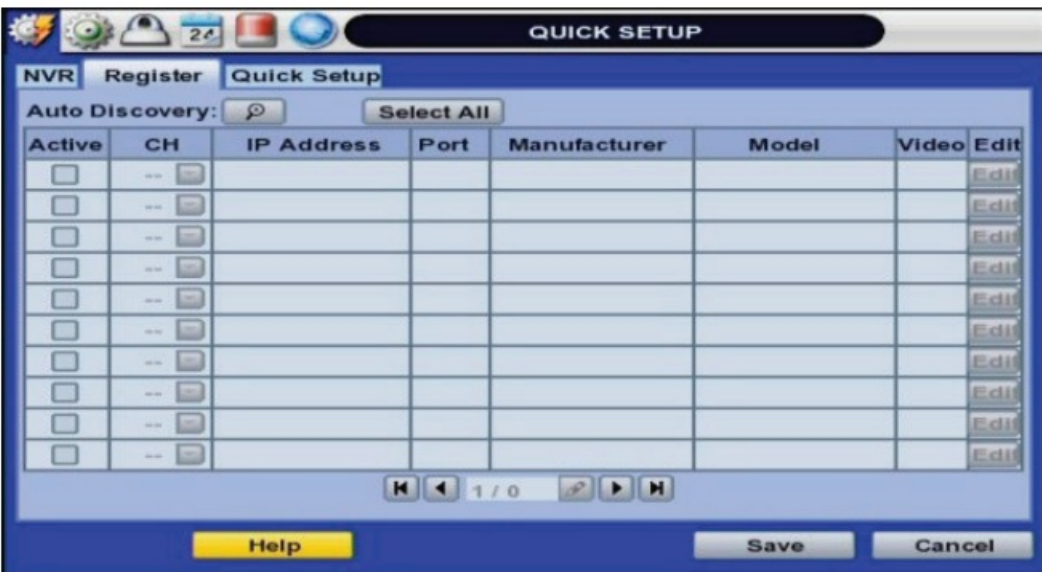 24
QUICK SETUP
NVR Register Quick Setup
Auto Discovery: Select All
Active CH IP Address Port Manufacturer Model Video Edit
-- Edit
-- Edit
-- Edit
-- Edit
-- Edit
-- Edit
-- Edit
-- Edit
-- Edit
-- Edit
1 / 0
Help Save Cancel